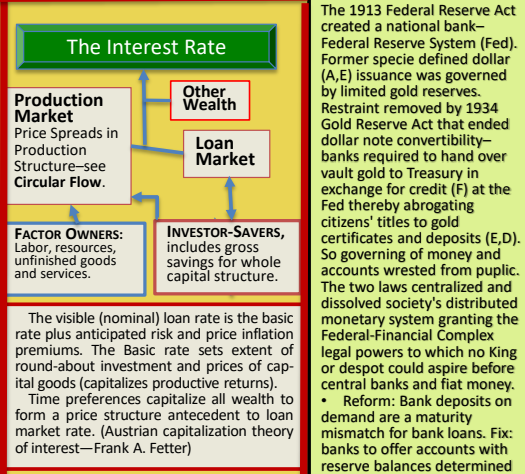 The Interest Rate
Other
Wealth
Production
Market
Price Spreads in
Production
Structure–see
Circular Flow.
Loan
Market
FACTOR OWNERS:
Labor, resources,
unfinished goods
and services.
INVESTOR-SAVERS,
includes gross
savings for whole
capital structure.
The visible (nominal) loan rate is the basic
rate plus anticipated risk and price inflation
premiums. The Basic rate sets extent of
round-about investment and prices of cap-
ital goods (capitalizes productive returns).
Time preferences capitalize all wealth to
form a price structure antecedent to loan
market rate. (Austrian capitalization theory
of interest—Frank A. Fetter)
The 1913 Federal Reserve Act
created a national bank–
Federal Reserve System (Fed).
Former specie defined dollar
(A,E) issuance was governed
by limited gold reserves.
Restraint removed by 1934
Gold Reserve Act that ended
dollar note convertibility–
banks required to hand over
vault gold to Treasury in
exchange for credit (F) at the
Fed thereby abrogating
citizens' titles to gold
certificates and deposits (E,D).
So governing of money and
accounts wrested from puplic.
The two laws centralized and
dissolved society's distributed
monetary system granting the
Federal-Financial Complex
legal powers to which no King
or despot could aspire before
central banks and fiat money.
• Reform: Bank deposits on
demand are a maturity
mismatch for bank loans. Fix:
banks to offer accounts with
reserve balances determined